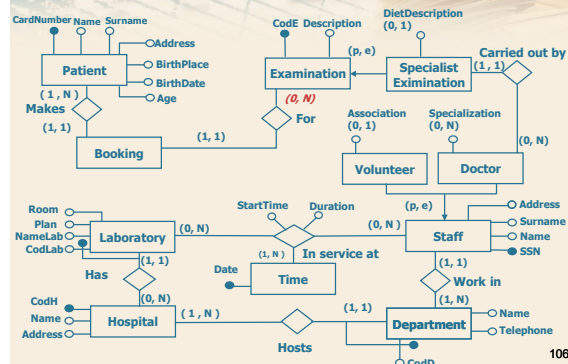 CardNumber Name Surname
Address
BirthPlace
BirthDate
Age
Patient
(1, N)
Makes
(1, 1)
Booking
(1, 1)
For
(0, N)
CodE Description
(p, e)
Examination
DietDescription
(0, 1)
Specialist
Eximination
Carried out by
(1, 1)
(0, N)
Association
(0, 1)
Specialization
(0, N)
Volunteer
Doctor
(p, e)
Address
Surname
Name
SSN
Staff
Room
Plan
NameLab
CodLab
Laboratory
(0, N)
StartTime
Duration
(0, N)
In service at
(1, N)
Date
Time
(1, 1)
Has
(0, N)
(1, 1)
Work in
(1, N)
CodH
Name
Address
Hospital
(1, N)
Hosts
(1, 1)
Department
Name
Telephone
CodD
106